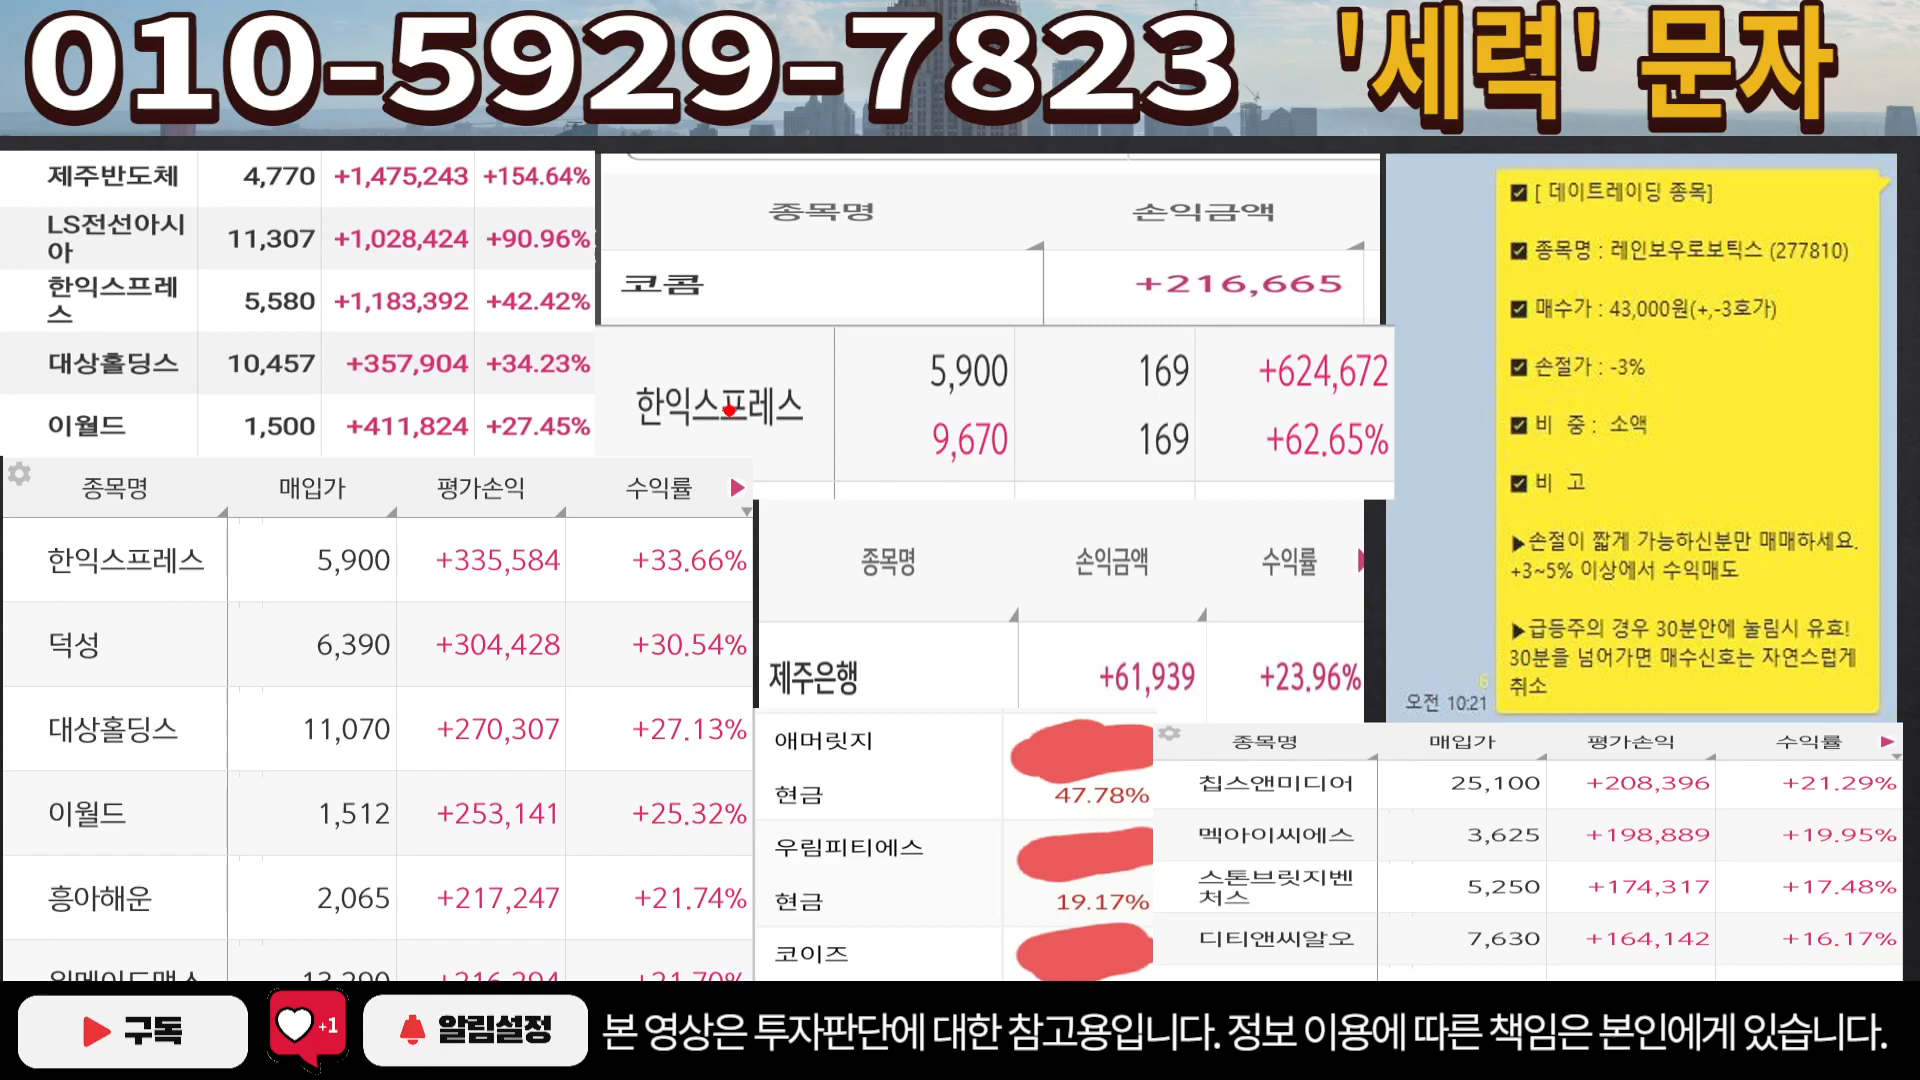 010-5929-7823 '세력' 문자
제주반도체 4,770 +1,475,243 +154.64%
LS전선아시아 11,307 +1,028,424 +90.96%
한익스프레스 5,580 +1,183,392 +42.42%
대상홀딩스 10,457 +357,904 +34.23%
이월드 1,500 +411,824 +27.45%
종목명 손익금액
코콤 +216,665
한익스프레스 5,900 169 +624,672
9,670 169 +62.65%
종목명 매입가 평가손익 수익률
한익스프레스 5,900 +335,584 +33.66%
덕성 6,390 +304,428 +30.54%
대상홀딩스 11,070 +270,307 +27.13%
이월드 1,512 +253,141 +25.32%
흥아해운 2,065 +217,247 +21.74%
종목명 손익금액 수익률
제주은행 +61,939 +23.96%
애머릿지
현금 47.78%
우림피티에스
현금 19.17%
코이즈
[ 데이트레이딩 종목]
종목명 : 레인보우로보틱스 (277810)
매수가 : 43,000원(+,-3호가)
손절가 : -3%
비 중 : 소액
비 고
▶손절이 짧게 가능하신분만 매매하세요.
+3~5% 이상에서 수익매도
▶급등주의 경우 30분안에 눌림시 유효!
30분을 넘어가면 매수신호는 자연스럽게
취소
6
오전 10:21
종목명 매입가 평가손익 수익률
칩스앤미디어 25,100 +208,396 +21.29%
멕아이씨에스 3,625 +198,889 +19.95%
스톤브릿지벤처스 5,250 +174,317 +17.48%
디티앤씨알오 7,630 +164,142 +16.17%
구독 +1 알림설정 본 영상은 투자판단에 대한 참고용입니다. 정보 이용에 따른 책임은 본인에게 있습니다.